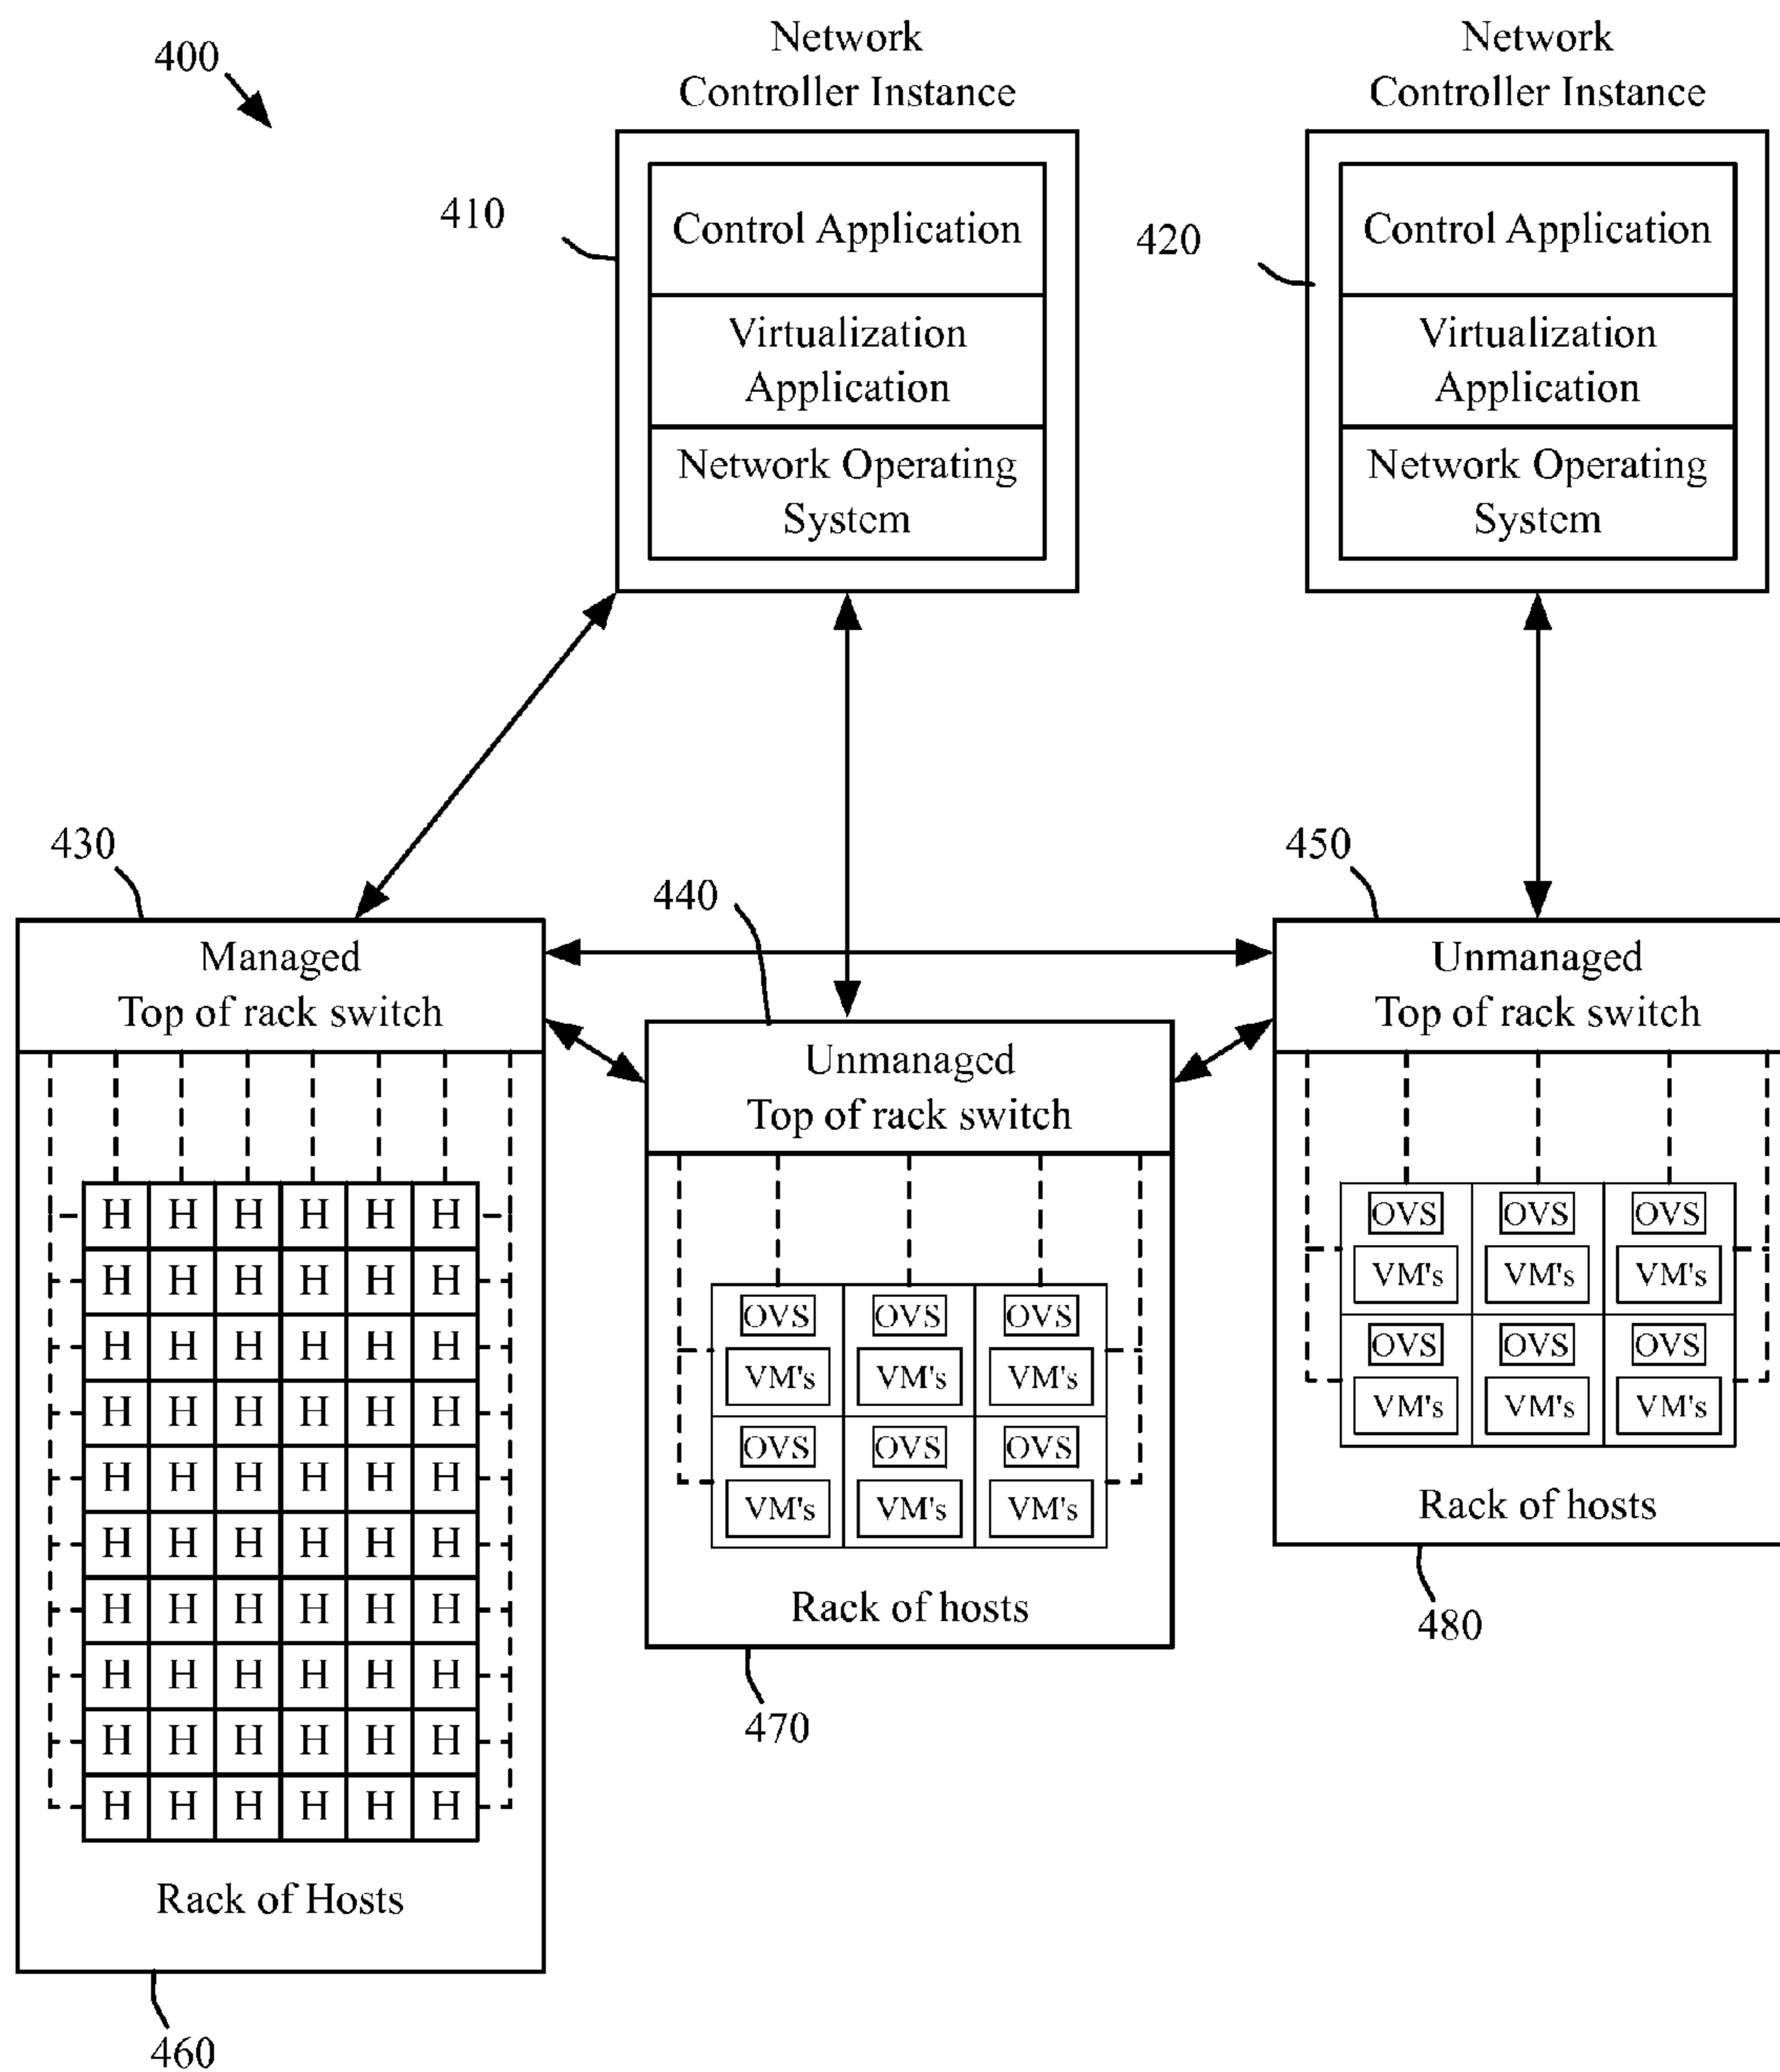 400
Network
Controller Instance
Network
Controller Instance
410
Control Application
Virtualization
Application
Network Operating
System
420
Control Application
Virtualization
Application
Network Operating
System
430
Managed
Top of rack switch
440
Unmanaged
Top of rack switch
450
Unmanaged
Top of rack switch
H H H H H H
H H H H H H
H H H H H H
H H H H H H
H H H H H H
H H H H H H
H H H H H H
H H H H H H
H H H H H H
H H H H H H
Rack of Hosts
460
OVS OVS OVS
VM's VM's VM's
OVS OVS OVS
VM's VM's VM's
Rack of hosts
470
OVS OVS OVS
VM's VM's VM's
OVS OVS OVS
VM's VM's VM's
Rack of hosts
480